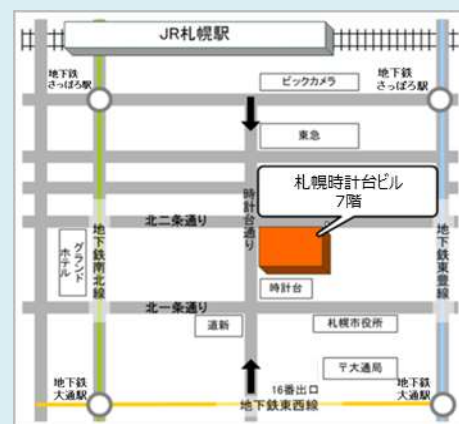 JR札幌駅
地下鉄
さっぽろ駅
ビックカメラ
地下鉄
さっぽろ駅
東急
札幌時計台ビル
7階
時計台通り
北二条通り
グランド
ホテル
地下鉄南北線
地下鉄東豊線
時計台
北一条通り
道新
札幌市役所
〒大通局
地下鉄
大通駅
16番出口
地下鉄東西線
地下鉄
大通駅